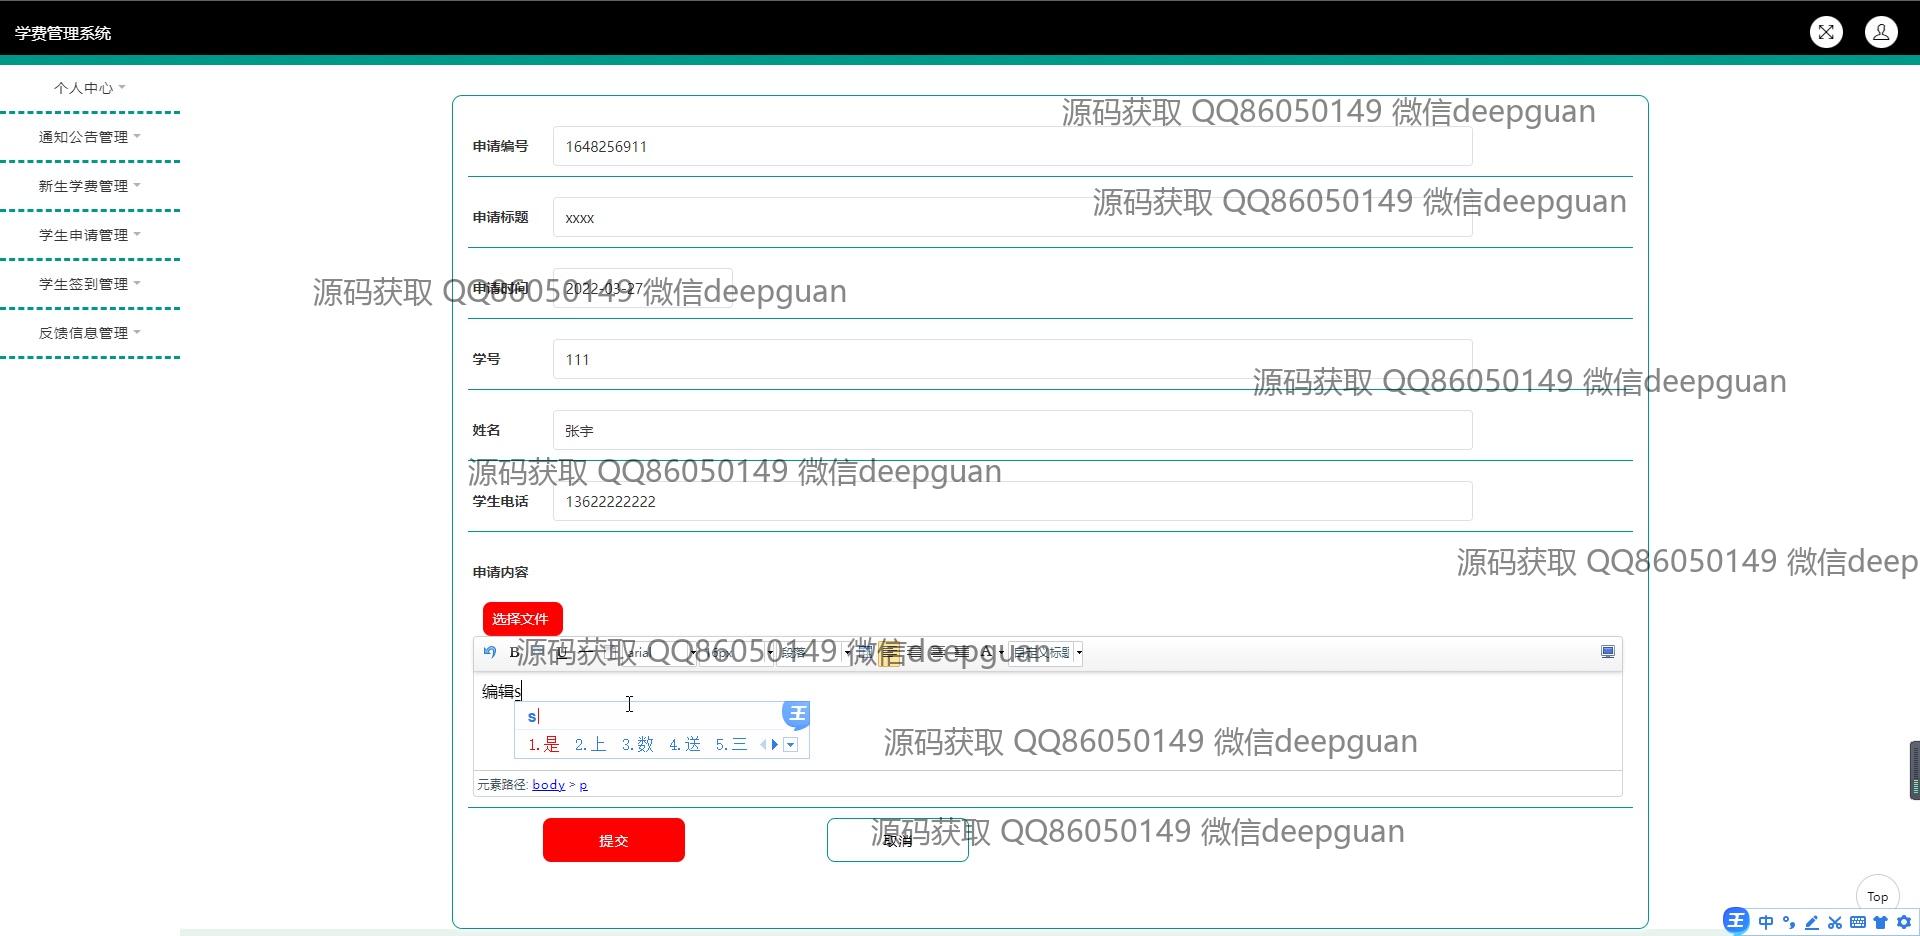 学费管理系统
个人中心
通知公告管理
新生学费管理
学生申请管理
学生签到管理
反馈信息管理
源码获取 QQ86050149 微信deepguan
申请编号 1648256911
源码获取 QQ86050149 微信deepguan
申请标题 xxxx
源码获取 QQ86050149 微信deepguan
申请时间 2022-03-27
学号 111
源码获取 QQ86050149 微信deepguan
姓名 张宇
源码获取 QQ86050149 微信deepguan
学生电话 13622222222
源码获取 QQ86050149 微信deep
申请内容
选择文件
源码获取 QQ86050149 微信deepguan
B U arial 16px 段落 A 自定义标题
编辑s
s 王
1.是 2.上 3.数 4.送 5.三
源码获取 QQ86050149 微信deepguan
元素路径: body > p
源码获取 QQ86050149 微信deepguan
提交 取消
Top
王 中